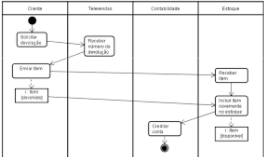 Cliente
Televendas
Contabilidade
Estoque
Solicitar
devolução
Receber
número de
devolução
Enviar item
Receber
item
: Item
[devolvido]
Incluir item
novamente
no estoque
Creditar
conta
: Item
[disponível]